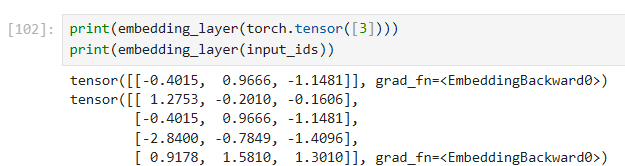 [102]: print(embedding_layer(torch.tensor([3])))
print(embedding_layer(input_ids))
tensor([[-0.4015,  0.9666, -1.1481]], grad_fn=<EmbeddingBackward0>)
tensor([[ 1.2753, -0.2010, -0.1606],
        [-0.4015,  0.9666, -1.1481],
        [-2.8400, -0.7849, -1.4096],
        [ 0.9178,  1.5810,  1.3010]], grad_fn=<EmbeddingBackward0>)